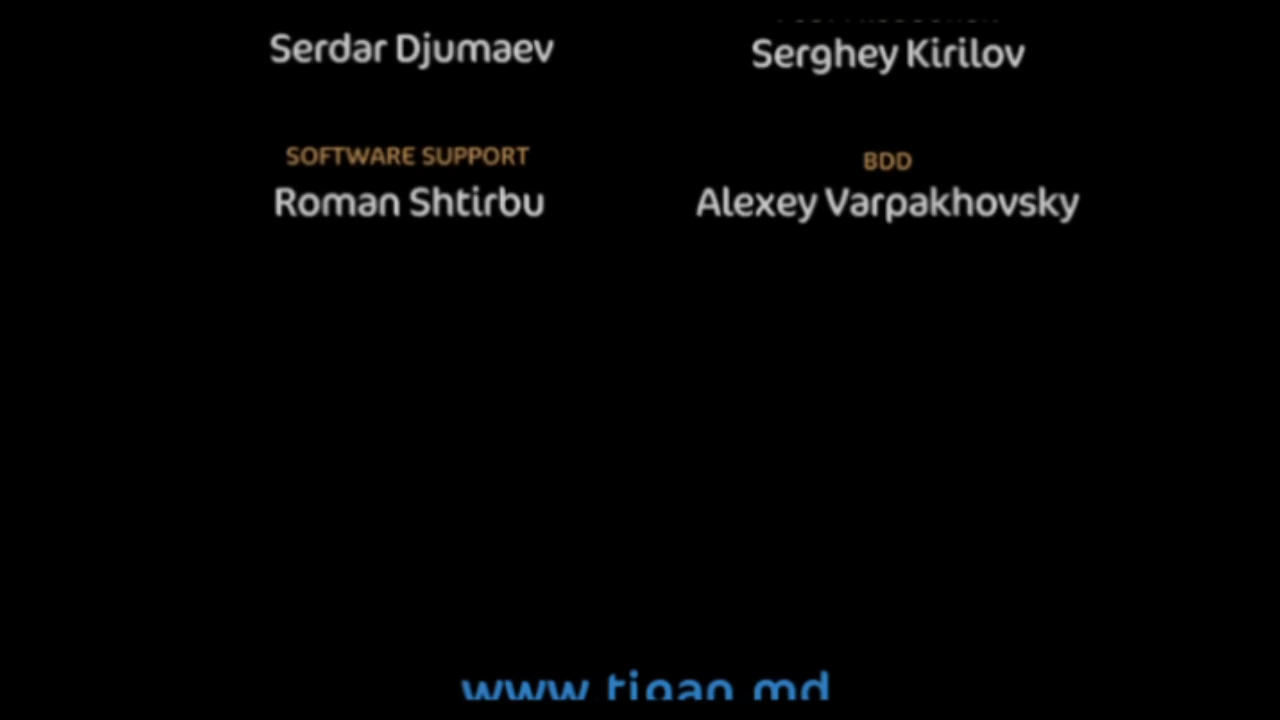 Serdar Djumaev
Serghey Kirilov
SOFTWARE SUPPORT
BDD
Roman Shtirbu
Alexey Varpakhovsky